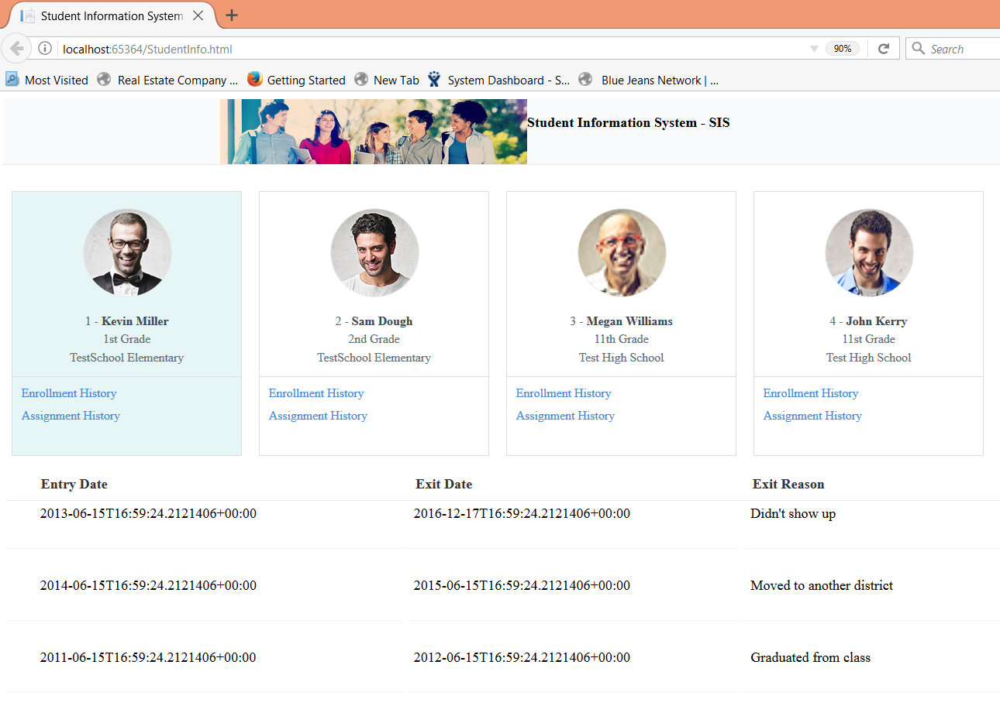 Student Information System
localhost:65364/StudentInfo.html
90%
Search
Most Visited
Real Estate Company ...
Getting Started
New Tab
System Dashboard - S...
Blue Jeans Network | ...
Student Information System - SIS
1 - Kevin Miller
1st Grade
TestSchool Elementary
Enrollment History
Assignment History
2 - Sam Dough
2nd Grade
TestSchool Elementary
Enrollment History
Assignment History
3 - Megan Williams
11th Grade
Test High School
Enrollment History
Assignment History
4 - John Kerry
11st Grade
Test High School
Enrollment History
Assignment History
Entry Date Exit Date Exit Reason
2013-06-15T16:59:24.2121406+00:00 2016-12-17T16:59:24.2121406+00:00 Didn't show up
2014-06-15T16:59:24.2121406+00:00 2015-06-15T16:59:24.2121406+00:00 Moved to another district
2011-06-15T16:59:24.2121406+00:00 2012-06-15T16:59:24.2121406+00:00 Graduated from class